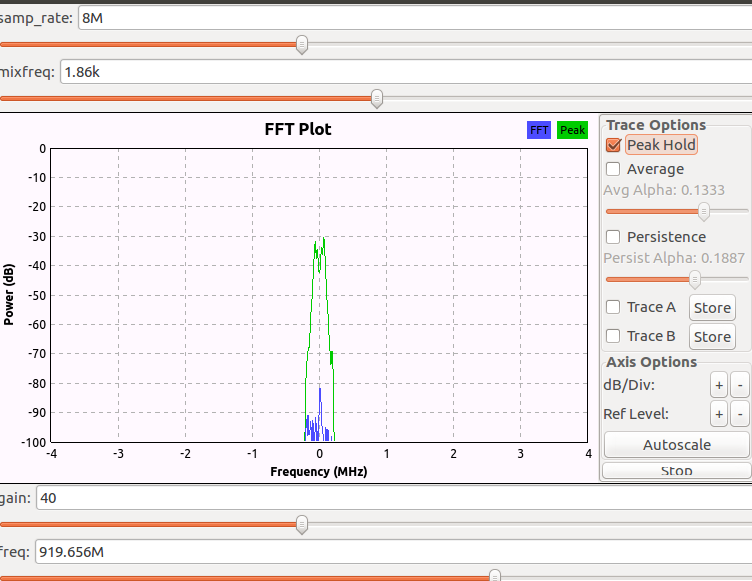 samp_rate: 8M
mixfreq: 1.86k
FFT Plot
FFT Peak
Power (dB)
0
-10
-20
-30
-40
-50
-60
-70
-80
-90
-100
-4 -3 -2 -1 0 1 2 3 4
Frequency (MHz)
Trace Options
Peak Hold
Average
Avg Alpha: 0.1333
Persistence
Persist Alpha: 0.1887
Trace A Store
Trace B Store
Axis Options
dB/Div: + -
Ref Level: + -
Autoscale
Stop
gain: 40
freq: 919.656M